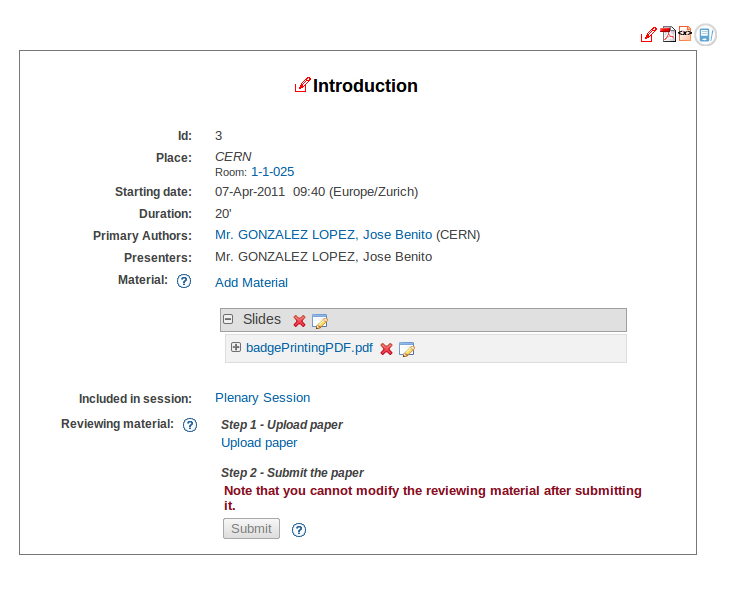 Introduction
Id: 3
Place: CERN
Room: 1-1-025
Starting date: 07-Apr-2011 09:40 (Europe/Zurich)
Duration: 20'
Primary Authors: Mr. GONZALEZ LOPEZ, Jose Benito (CERN)
Presenters: Mr. GONZALEZ LOPEZ, Jose Benito
Material: ? Add Material
Slides
badgePrintingPDF.pdf
Included in session: Plenary Session
Reviewing material: ? Step 1 - Upload paper
Upload paper
Step 2 - Submit the paper
Note that you cannot modify the reviewing material after submitting
it.
Submit ?